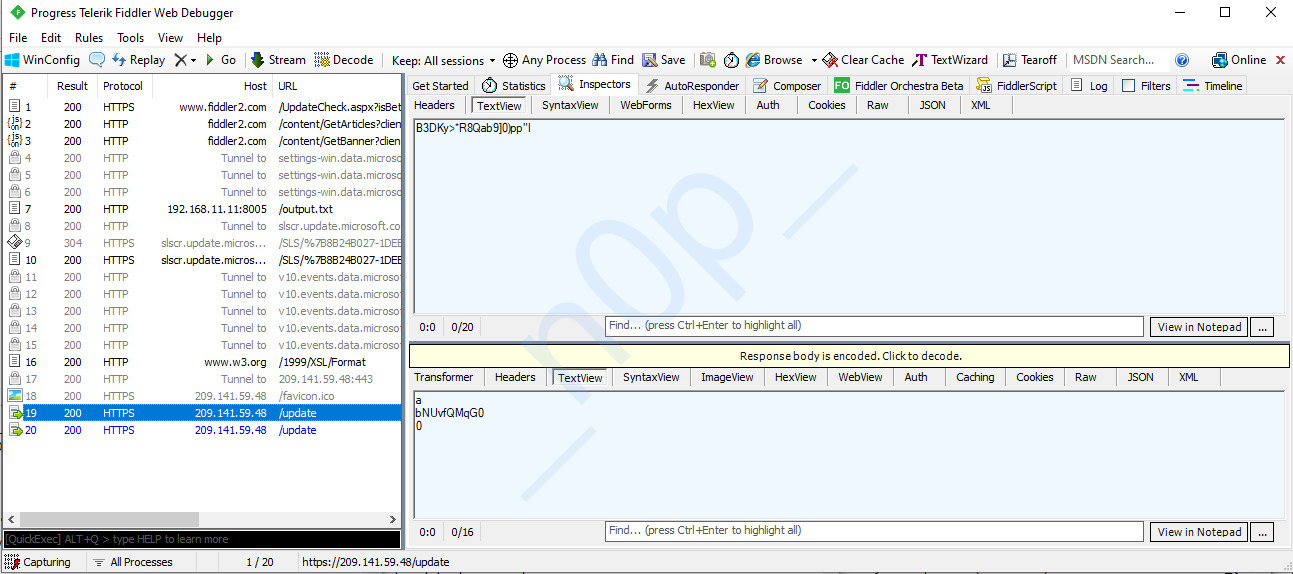 Progress Telerik Fiddler Web Debugger
File Edit Rules Tools View Help
WinConfig Replay Go Stream Decode Keep: All sessions Any Process Find Save Browse Clear Cache TextWizard Tearoff MSDN Search... Online
# Result Protocol Host URL
1 200 HTTPS www.fiddler2.com /UpdateCheck.aspx?isBet
2 200 HTTP fiddler2.com /content/GetArticles?clien
3 200 HTTP fiddler2.com /content/GetBanner?clien
4 200 HTTP Tunnel to settings-win.data.microso
5 200 HTTP Tunnel to settings-win.data.microso
6 200 HTTP Tunnel to settings-win.data.microso
7 200 HTTP 192.168.11.11:8005 /output.txt
8 200 HTTP Tunnel to slscr.update.microsoft.co
9 304 HTTPS slscr.update.micros... /SLS/%7B8B24B027-1DEE
10 200 HTTPS slscr.update.micros... /SLS/%7B8B24B027-1DEE
11 200 HTTP Tunnel to v10.events.data.microso
12 200 HTTP Tunnel to v10.events.data.microso
13 200 HTTP Tunnel to v10.events.data.microso
14 200 HTTP Tunnel to v10.events.data.microso
15 200 HTTP Tunnel to v10.events.data.microso
16 200 HTTP www.w3.org /1999/XSL/Format
17 200 HTTP Tunnel to 209.141.59.48:443
18 200 HTTPS 209.141.59.48 /favicon.ico
19 200 HTTPS 209.141.59.48 /update
20 200 HTTPS 209.141.59.48 /update
[QuickExec] ALT+Q > type HELP to learn more
Get Started Statistics Inspectors AutoResponder Composer FO Fiddler Orchestra Beta FiddlerScript Log Filters Timeline
Headers TextView SyntaxView WebForms HexView Auth Cookies Raw JSON XML
B3DKy>*R8Qab9]0)pp"I
_n0p_
0:0 0/20 Find... (press Ctrl+Enter to highlight all) View in Notepad ...
Response body is encoded. Click to decode.
Transformer Headers TextView SyntaxView ImageView HexView WebView Auth Caching Cookies Raw JSON XML
a
bNUvfQMqG0
0
0:0 0/16 Find... (press Ctrl+Enter to highlight all) View in Notepad ...
Capturing All Processes 1 / 20 https://209.141.59.48/update